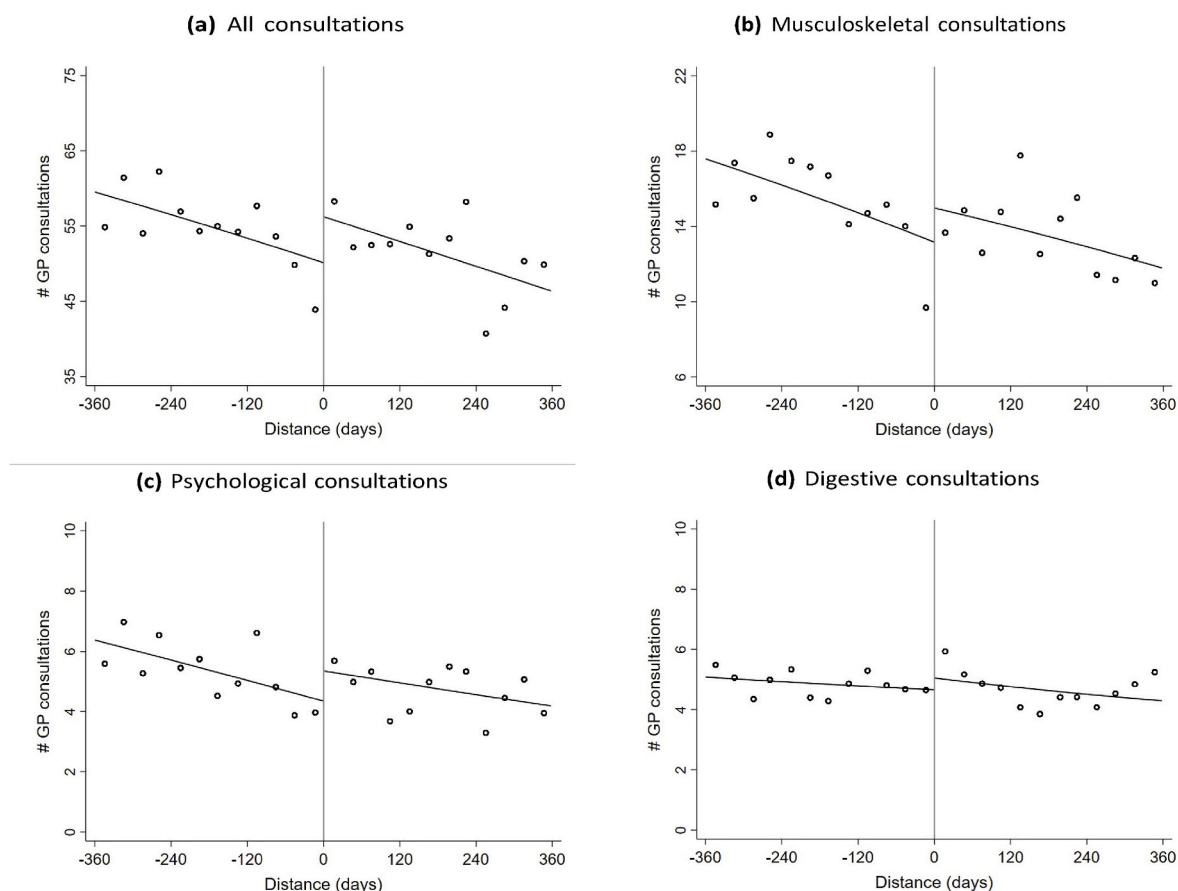 (a) All consultations
# GP consultations
75
65
55
45
35
-360 -240 -120 0 120 240 360
Distance (days)
(b) Musculoskeletal consultations
# GP consultations
22
18
14
10
6
-360 -240 -120 0 120 240 360
Distance (days)
(c) Psychological consultations
# GP consultations
10
8
6
4
2
0
-360 -240 -120 0 120 240 360
Distance (days)
(d) Digestive consultations
# GP consultations
10
8
6
4
2
0
-360 -240 -120 0 120 240 360
Distance (days)